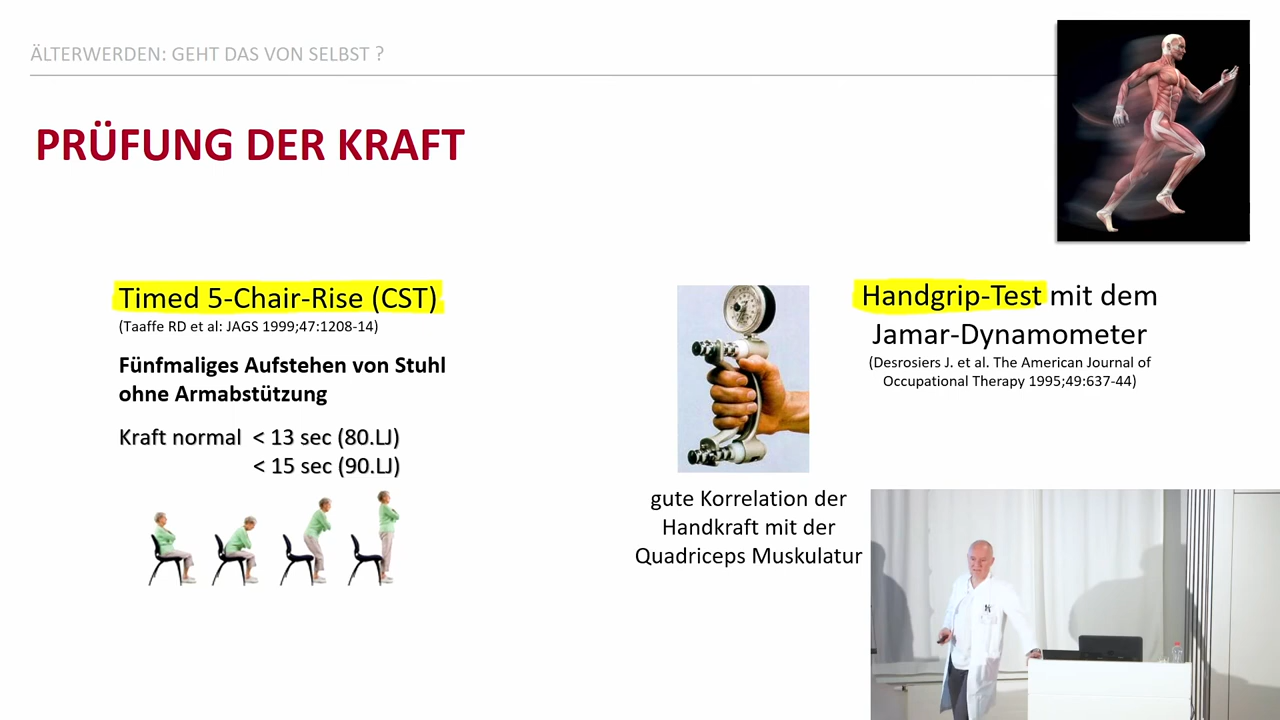 ÄLTERWERDEN: GEHT DAS VON SELBST ?
PRÜFUNG DER KRAFT
Timed 5-Chair-Rise (CST)
(Taaffe RD et al: JAGS 1999;47:1208-14)
Fünfmaliges Aufstehen von Stuhl
ohne Armabstützung
Kraft normal < 13 sec (80.LJ)
< 15 sec (90.LJ)
Handgrip-Test mit dem
Jamar-Dynamometer
(Desrosiers J. et al. The American Journal of
Occupational Therapy 1995;49:637-44)
gute Korrelation der
Handkraft mit der
Quadriceps Muskulatur